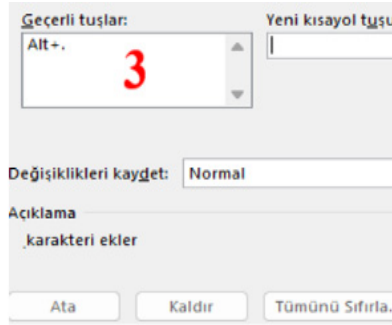 Geçerli tuşlar:
Yeni kısayol tuşu
Alt+.
3
Değişiklikleri kaydet:
Normal
Açıklama
karakteri ekler
Ata
Kaldır
Tümünü Sıfırla.